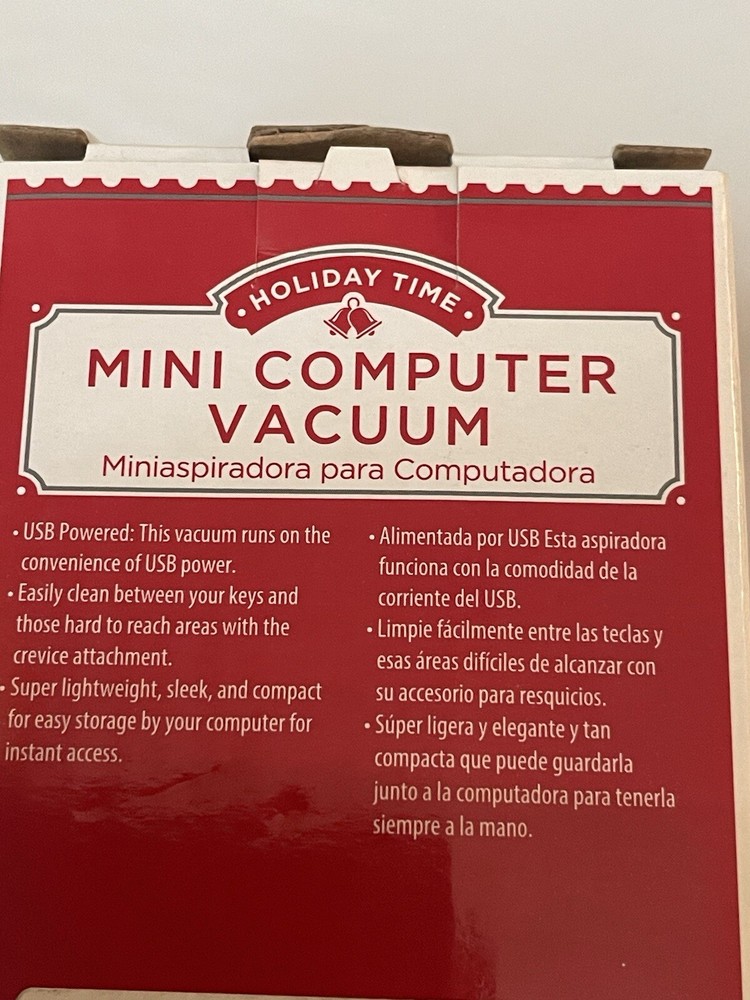 HOLIDAY TIME
MINI COMPUTER
VACUUM
Miniaspiradora para Computadora
• USB Powered: This vacuum runs on the
convenience of USB power.
• Easily clean between your keys and
those hard to reach areas with the
crevice attachment.
• Super lightweight, sleek, and compact
for easy storage by your computer for
instant access.
• Alimentada por USB Esta aspiradora
funciona con la comodidad de la
corriente del USB.
• Limpie fácilmente entre las teclas y
esas áreas difíciles de alcanzar con
su accesorio para resquicios.
• Súper ligera y elegante y tan
compacta que puede guardarla
junto a la computadora para tenerla
siempre a la mano.